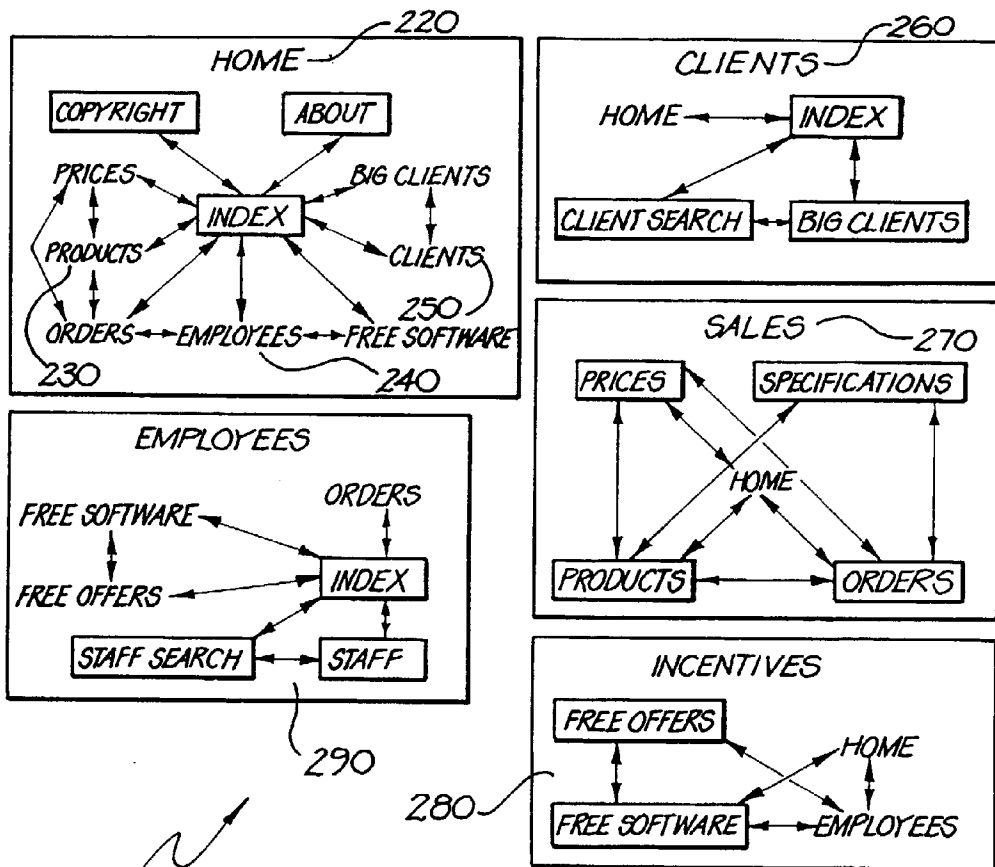 220
HOME
COPYRIGHT ABOUT
PRICES BIG CLIENTS
INDEX
PRODUCTS CLIENTS
250
ORDERS EMPLOYEES FREE SOFTWARE
230 240
260
CLIENTS
HOME INDEX
CLIENT SEARCH BIG CLIENTS
SALES 270
PRICES SPECIFICATIONS
HOME
PRODUCTS ORDERS
EMPLOYEES
ORDERS
FREE SOFTWARE
INDEX
FREE OFFERS
STAFF SEARCH STAFF
290
INCENTIVES
FREE OFFERS
HOME
280
FREE SOFTWARE EMPLOYEES